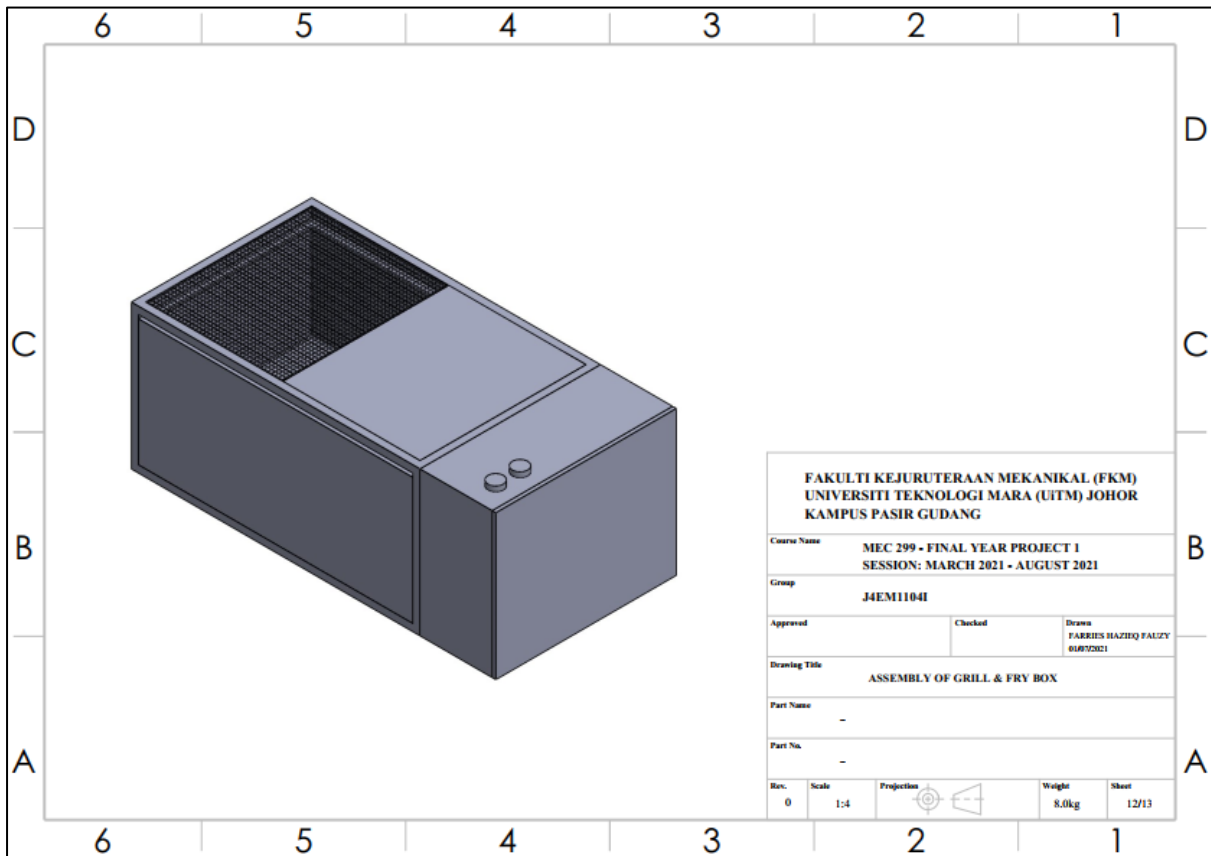 6 5 4 3 2 1
D D
C C
B B
A A
FAKULTI KEJURUTERAAN MEKANIKAL (FKM)
UNIVERSITI TEKNOLOGI MARA (UiTM) JOHOR
KAMPUS PASIR GUDANG
Course Name
MEC 299 - FINAL YEAR PROJECT 1
SESSION: MARCH 2021 - AUGUST 2021
Group
J4EM1104I
Approved Checked Drawn
FARRIES HAZIEQ FAUZY
01/07/2021
Drawing Title
ASSEMBLY OF GRILL & FRY BOX
Part Name
-
Part No.
-
Rev. Scale Projection Weight Sheet
0 1:4 8.0kg 12/13
6 5 4 3 2 1